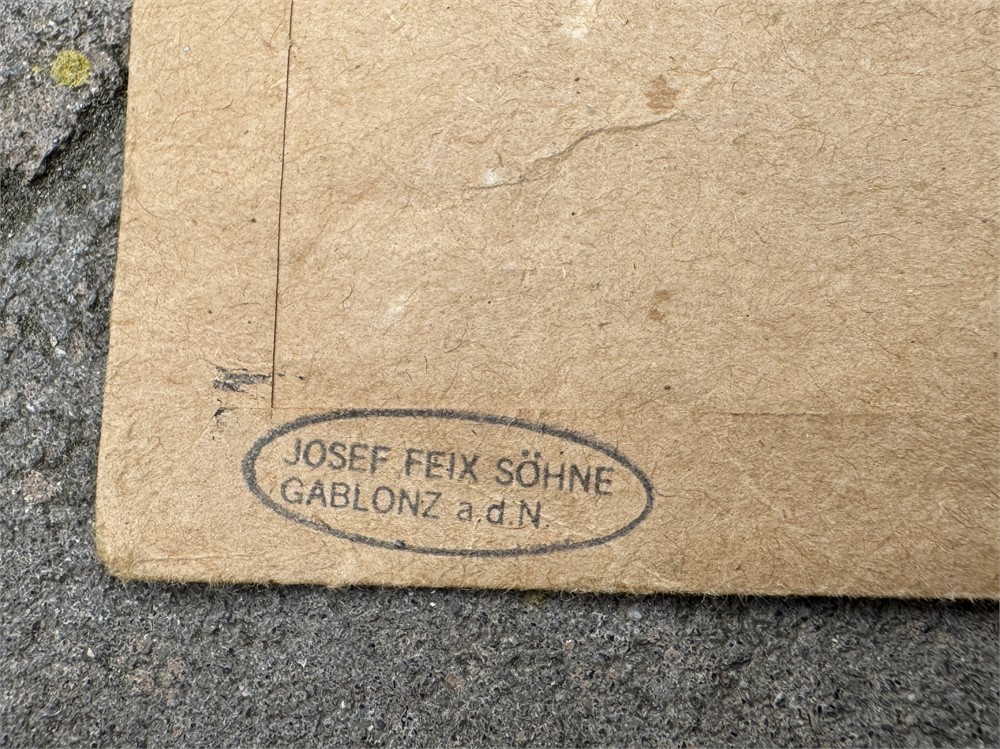 JOSEF FEIX SÖHNE
GABLONZ a.d.N.